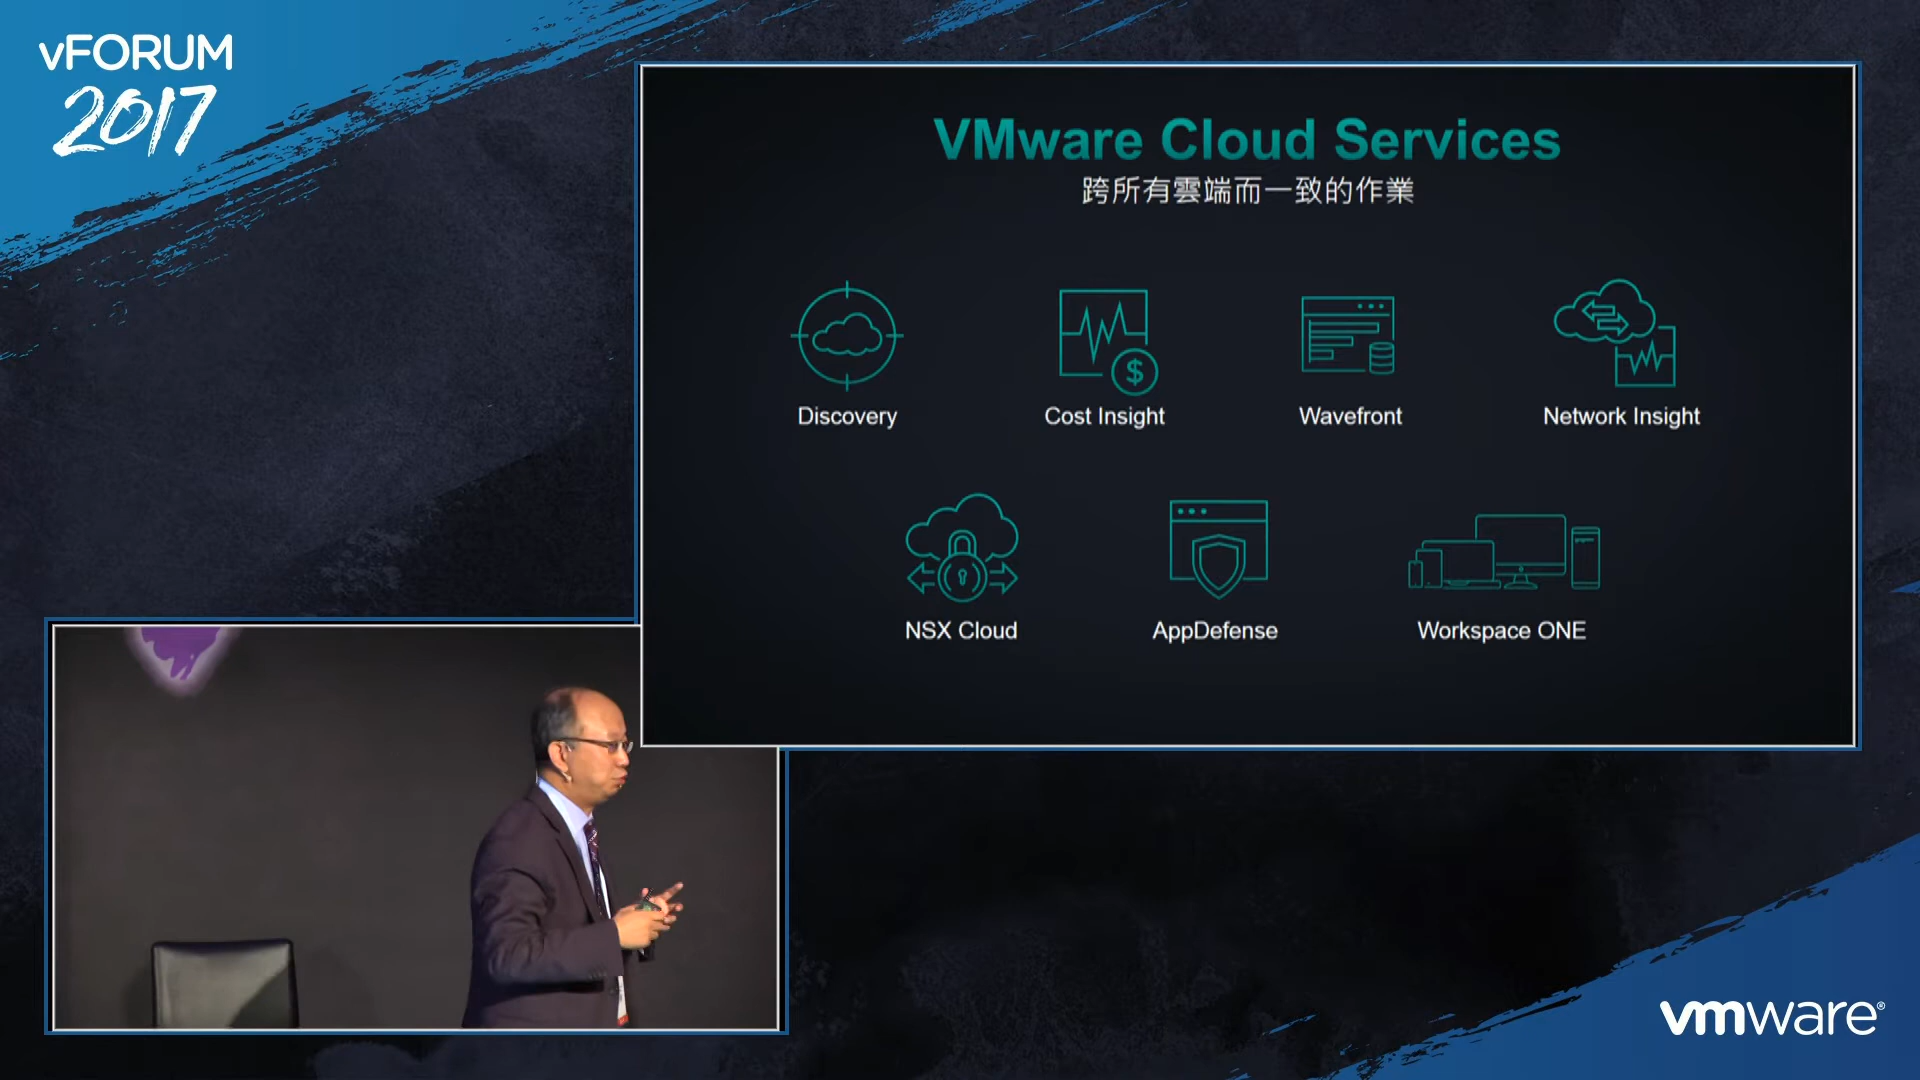 vFORUM
2017
VMware Cloud Services
跨所有雲端而一致的作業
Discovery
Cost Insight
Wavefront
Network Insight
$
NSX Cloud
AppDefense
Workspace ONE
vmware®